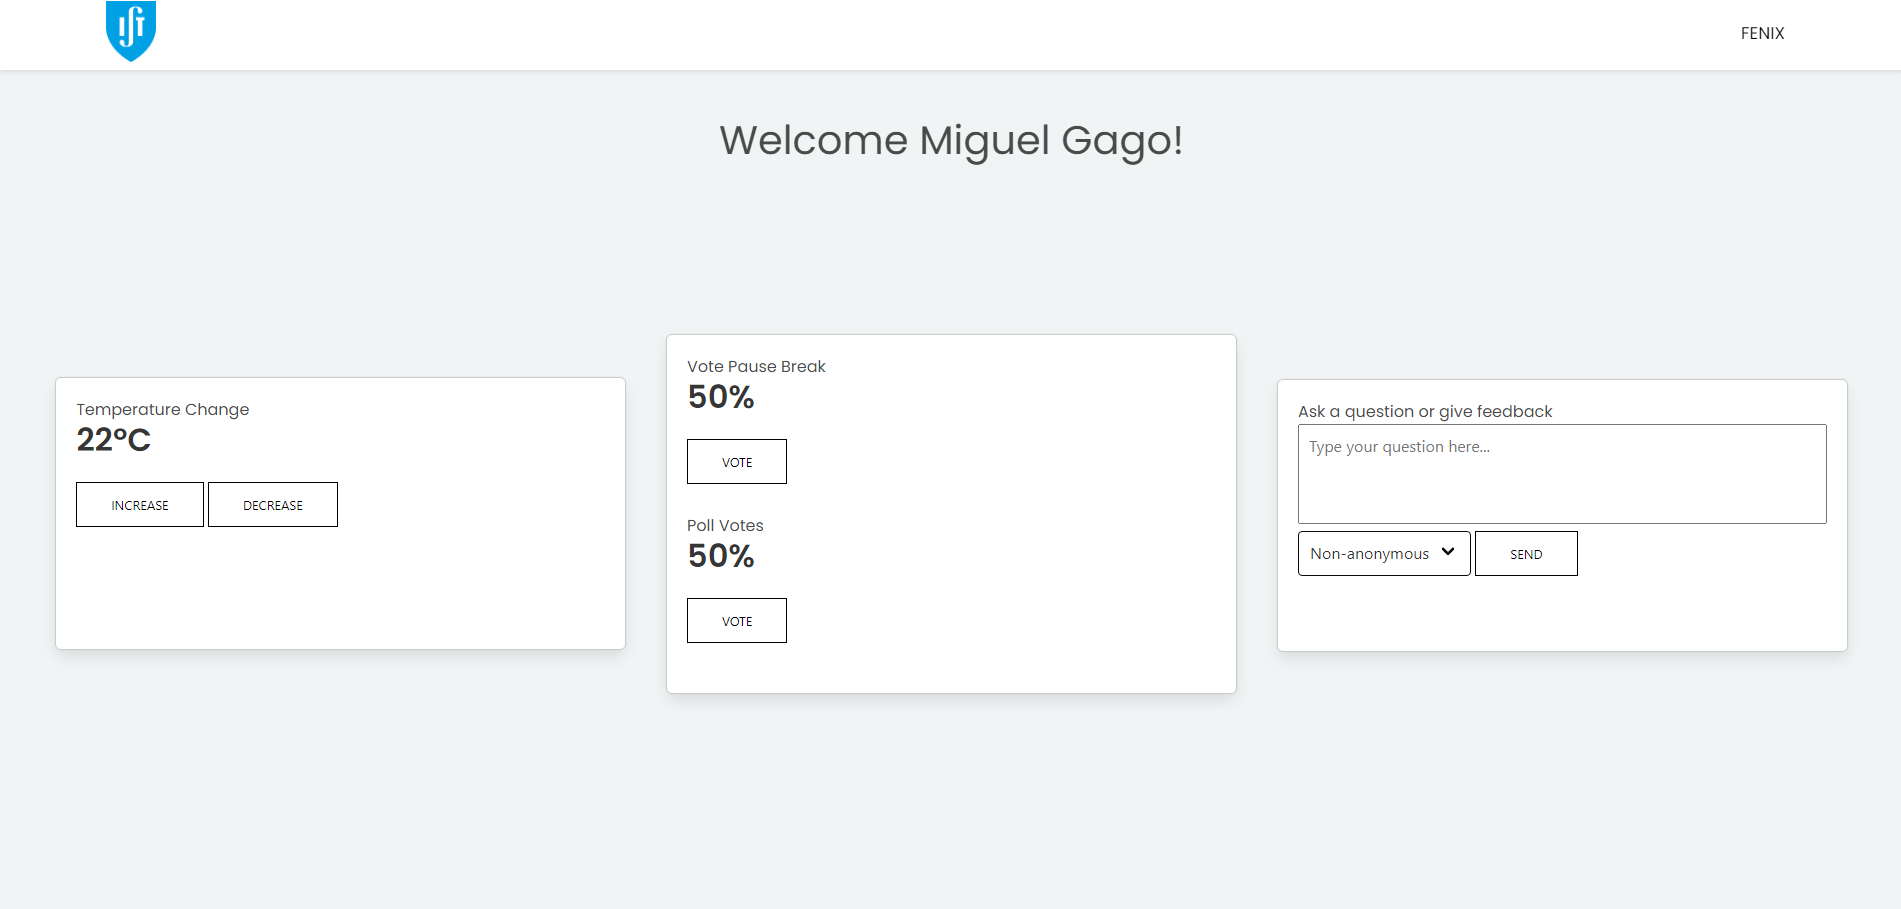 IST
FENIX
Welcome Miguel Gago!
Temperature Change
22°C
INCREASE DECREASE
Vote Pause Break
50%
VOTE
Poll Votes
50%
VOTE
Ask a question or give feedback
Type your question here...
Non-anonymous SEND